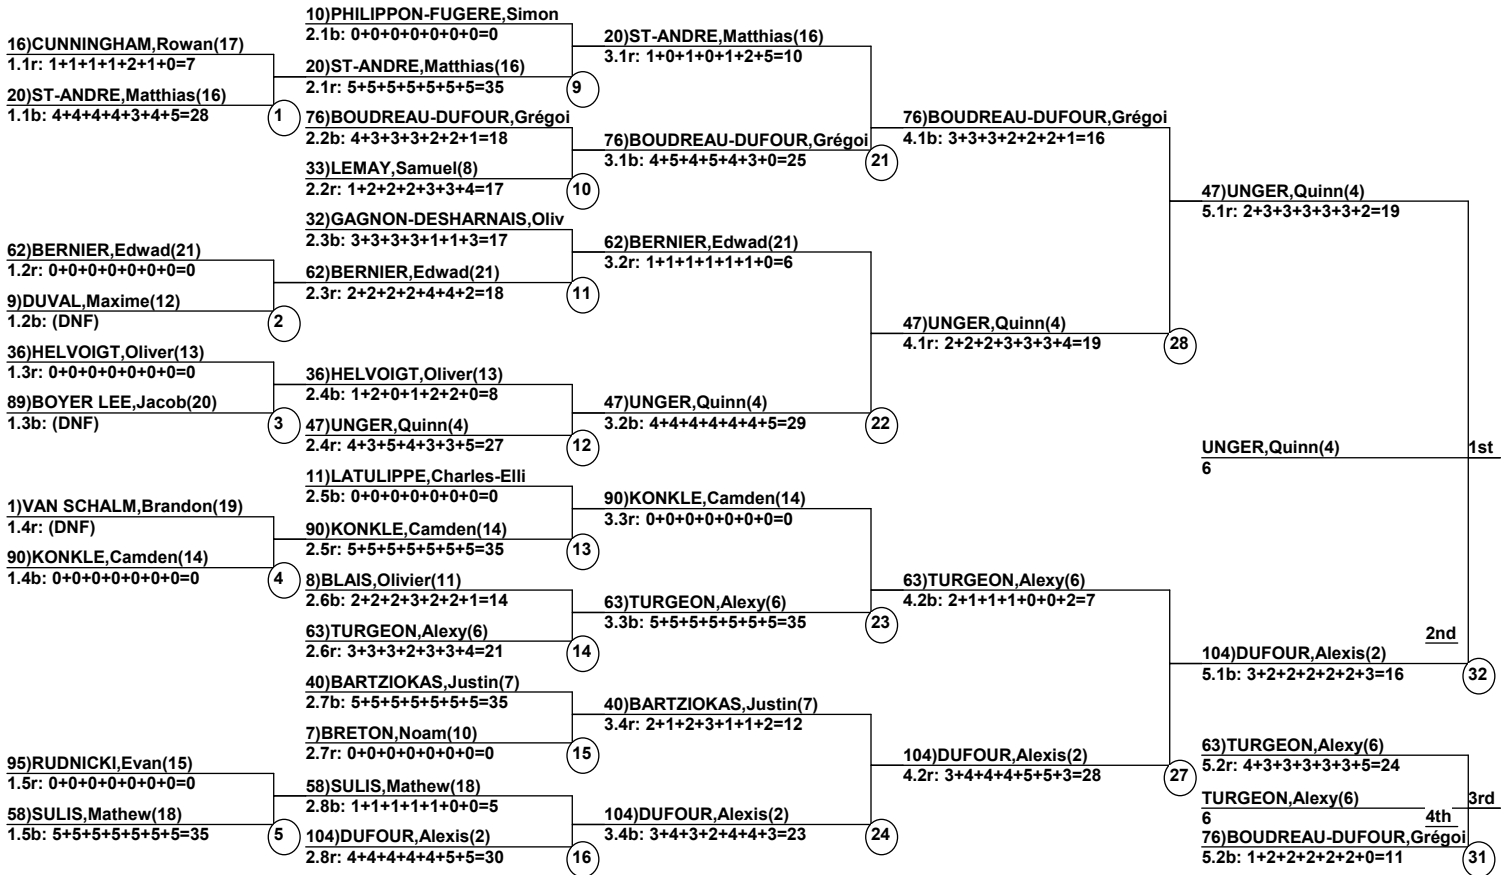 16)CUNNINGHAM,Rowan(17)
1.1r: 1+1+1+1+2+1+0=7
20)ST-ANDRE,Matthias(16)
1.1b: 4+4+4+4+3+4+5=28
1
62)BERNIER,Edwad(21)
1.2r: 0+0+0+0+0+0+0=0
9)DUVAL,Maxime(12)
1.2b: (DNF)
2
36)HELVOIGT,Oliver(13)
1.3r: 0+0+0+0+0+0+0=0
89)BOYER LEE,Jacob(20)
1.3b: (DNF)
3
1)VAN SCHALM,Brandon(19)
1.4r: (DNF)
90)KONKLE,Camden(14)
1.4b: 0+0+0+0+0+0+0=0
4
95)RUDNICKI,Evan(15)
1.5r: 0+0+0+0+0+0+0=0
58)SULIS,Mathew(18)
1.5b: 5+5+5+5+5+5+5=35
5
10)PHILIPPON-FUGERE,Simon
2.1b: 0+0+0+0+0+0+0=0
20)ST-ANDRE,Matthias(16)
2.1r: 5+5+5+5+5+5+5=35
9
76)BOUDREAU-DUFOUR,Grégoi
2.2b: 4+3+3+3+2+2+1=18
33)LEMAY,Samuel(8)
2.2r: 1+2+2+2+3+3+4=17
10
32)GAGNON-DESHARNAIS,Oliv
2.3b: 3+3+3+3+1+1+3=17
62)BERNIER,Edwad(21)
2.3r: 2+2+2+2+4+4+2=18
11
36)HELVOIGT,Oliver(13)
2.4b: 1+2+0+1+2+2+0=8
47)UNGER,Quinn(4)
2.4r: 4+3+5+4+3+3+5=27
12
11)LATULIPPE,Charles-Elli
2.5b: 0+0+0+0+0+0+0=0
90)KONKLE,Camden(14)
2.5r: 5+5+5+5+5+5+5=35
13
8)BLAIS,Olivier(11)
2.6b: 2+2+2+3+2+2+1=14
63)TURGEON,Alexy(6)
2.6r: 3+3+3+2+3+3+4=21
14
40)BARTZIOKAS,Justin(7)
2.7b: 5+5+5+5+5+5+5=35
7)BRETON,Noam(10)
2.7r: 0+0+0+0+0+0+0=0
15
58)SULIS,Mathew(18)
2.8b: 1+1+1+1+1+0+0=5
104)DUFOUR,Alexis(2)
2.8r: 4+4+4+4+4+5+5=30
16
20)ST-ANDRE,Matthias(16)
3.1r: 1+0+1+0+1+2+5=10
76)BOUDREAU-DUFOUR,Grégoi
3.1b: 4+5+4+5+4+3+0=25
21
62)BERNIER,Edwad(21)
3.2r: 1+1+1+1+1+1+0=6
47)UNGER,Quinn(4)
3.2b: 4+4+4+4+4+4+5=29
22
90)KONKLE,Camden(14)
3.3r: 0+0+0+0+0+0+0=0
63)TURGEON,Alexy(6)
3.3b: 5+5+5+5+5+5+5=35
23
40)BARTZIOKAS,Justin(7)
3.4r: 2+1+2+3+1+1+2=12
104)DUFOUR,Alexis(2)
3.4b: 3+4+3+2+4+4+3=23
24
76)BOUDREAU-DUFOUR,Grégoi
4.1b: 3+3+3+2+2+2+1=16
47)UNGER,Quinn(4)
4.1r: 2+2+2+3+3+3+4=19
28
63)TURGEON,Alexy(6)
4.2b: 2+1+1+1+0+0+2=7
104)DUFOUR,Alexis(2)
4.2r: 3+4+4+4+5+5+3=28
27
47)UNGER,Quinn(4)
5.1r: 2+3+3+3+3+3+2=19
UNGER,Quinn(4) 1st
6
2nd
104)DUFOUR,Alexis(2)
5.1b: 3+2+2+2+2+2+3=16
32
63)TURGEON,Alexy(6)
5.2r: 4+3+3+3+3+3+5=24
TURGEON,Alexy(6) 3rd
6 4th
76)BOUDREAU-DUFOUR,Grégoi
5.2b: 1+2+2+2+2+2+0=11
31